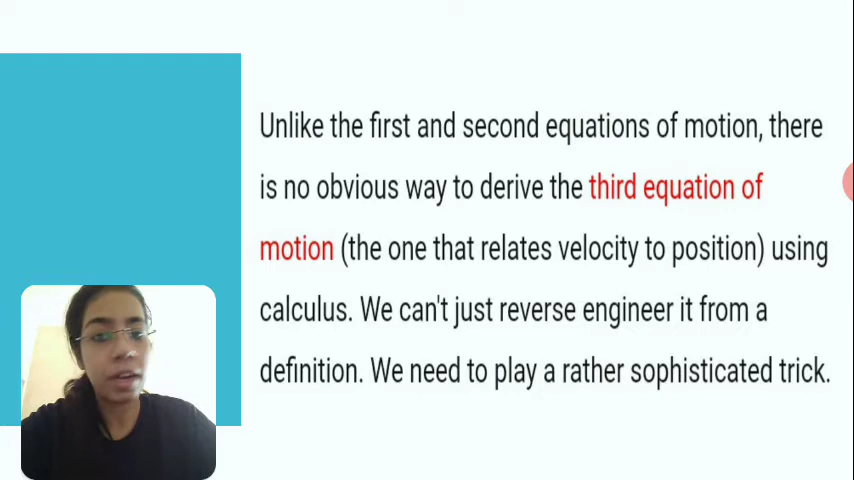 Unlike the first and second equations of motion, there
is no obvious way to derive the third equation of
motion (the one that relates velocity to position) using
calculus. We can't just reverse engineer it from a
definition. We need to play a rather sophisticated trick.